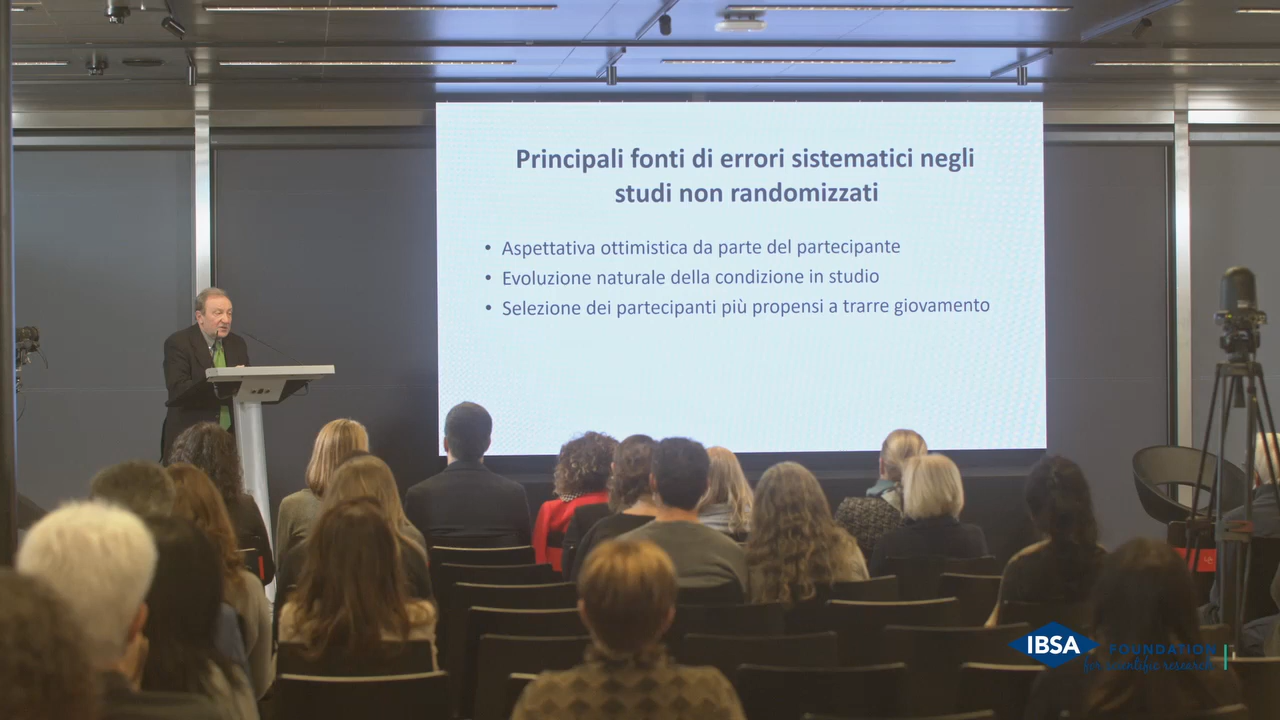 Principali fonti di errori sistematici negli
studi non randomizzati
• Aspettativa ottimistica da parte del partecipante
• Evoluzione naturale della condizione in studio
• Selezione dei partecipanti più propensi a trarre giovamento
IBSA FOUNDATION
for scientific research